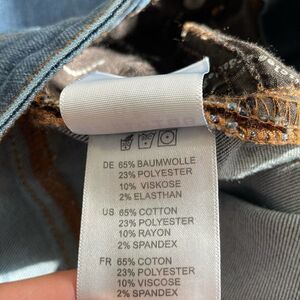 DE 65% BAUMWOLLE
23% POLYESTER
10% VISKOSE
2% ELASTHAN
US 65% COTTON
23% POLYESTER
10% RAYON
2% SPANDEX
FR 65% COTON
23% POLYESTER
10% VISCOSE
2% SPANDEX